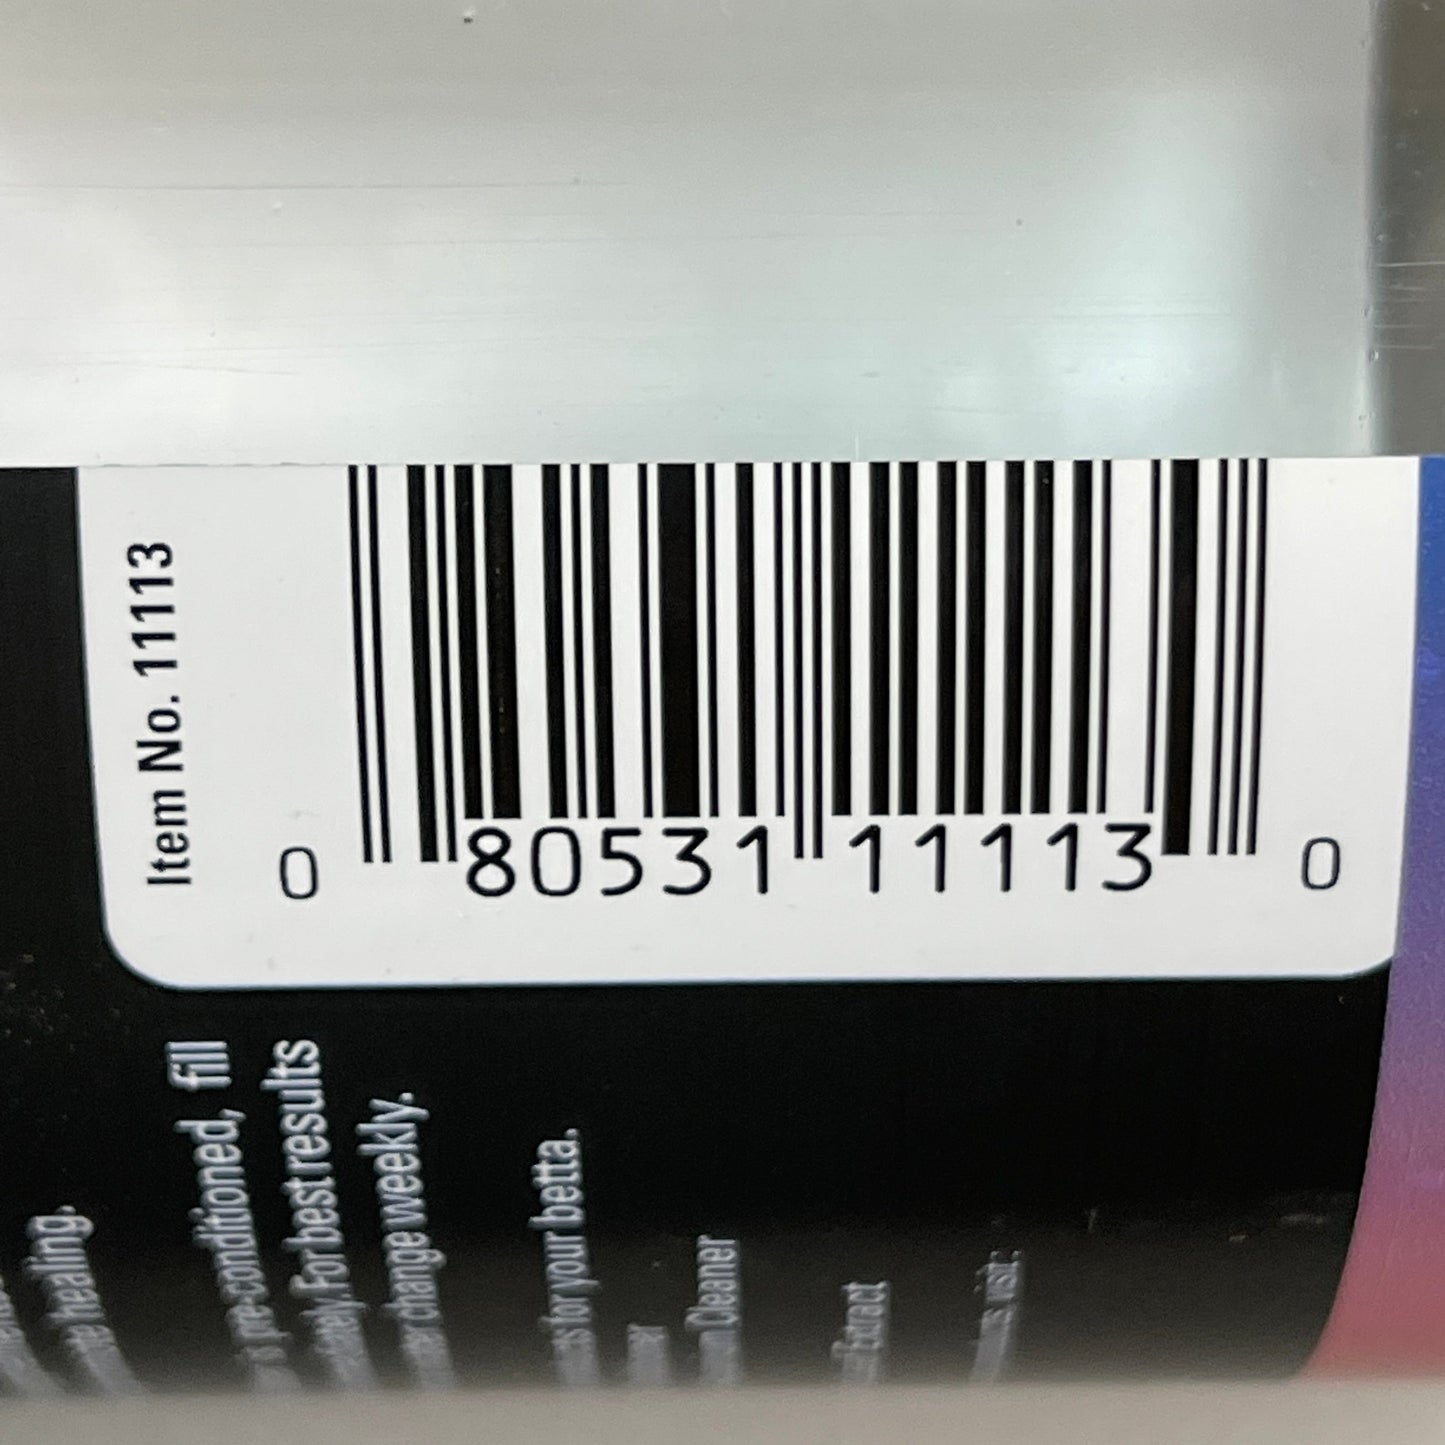 Item No. 11113
0 80531 11113 0
healing.
pre-conditioned, fill
For best results
change weekly.
for your betta.
Cleaner
Extract
visit: